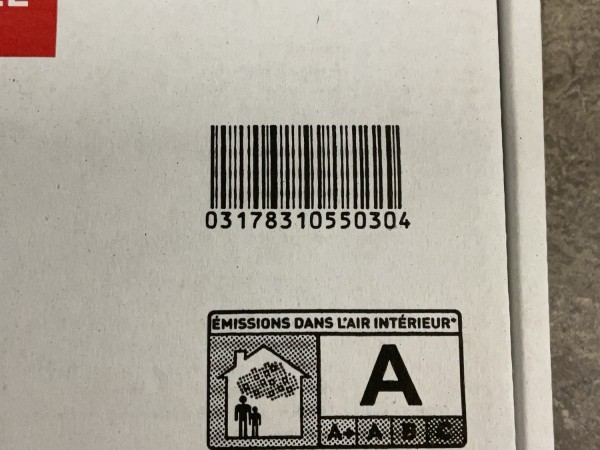 03178310550304
ÉMISSIONS DANS L'AIR INTÉRIEUR*
A
A+ A B C